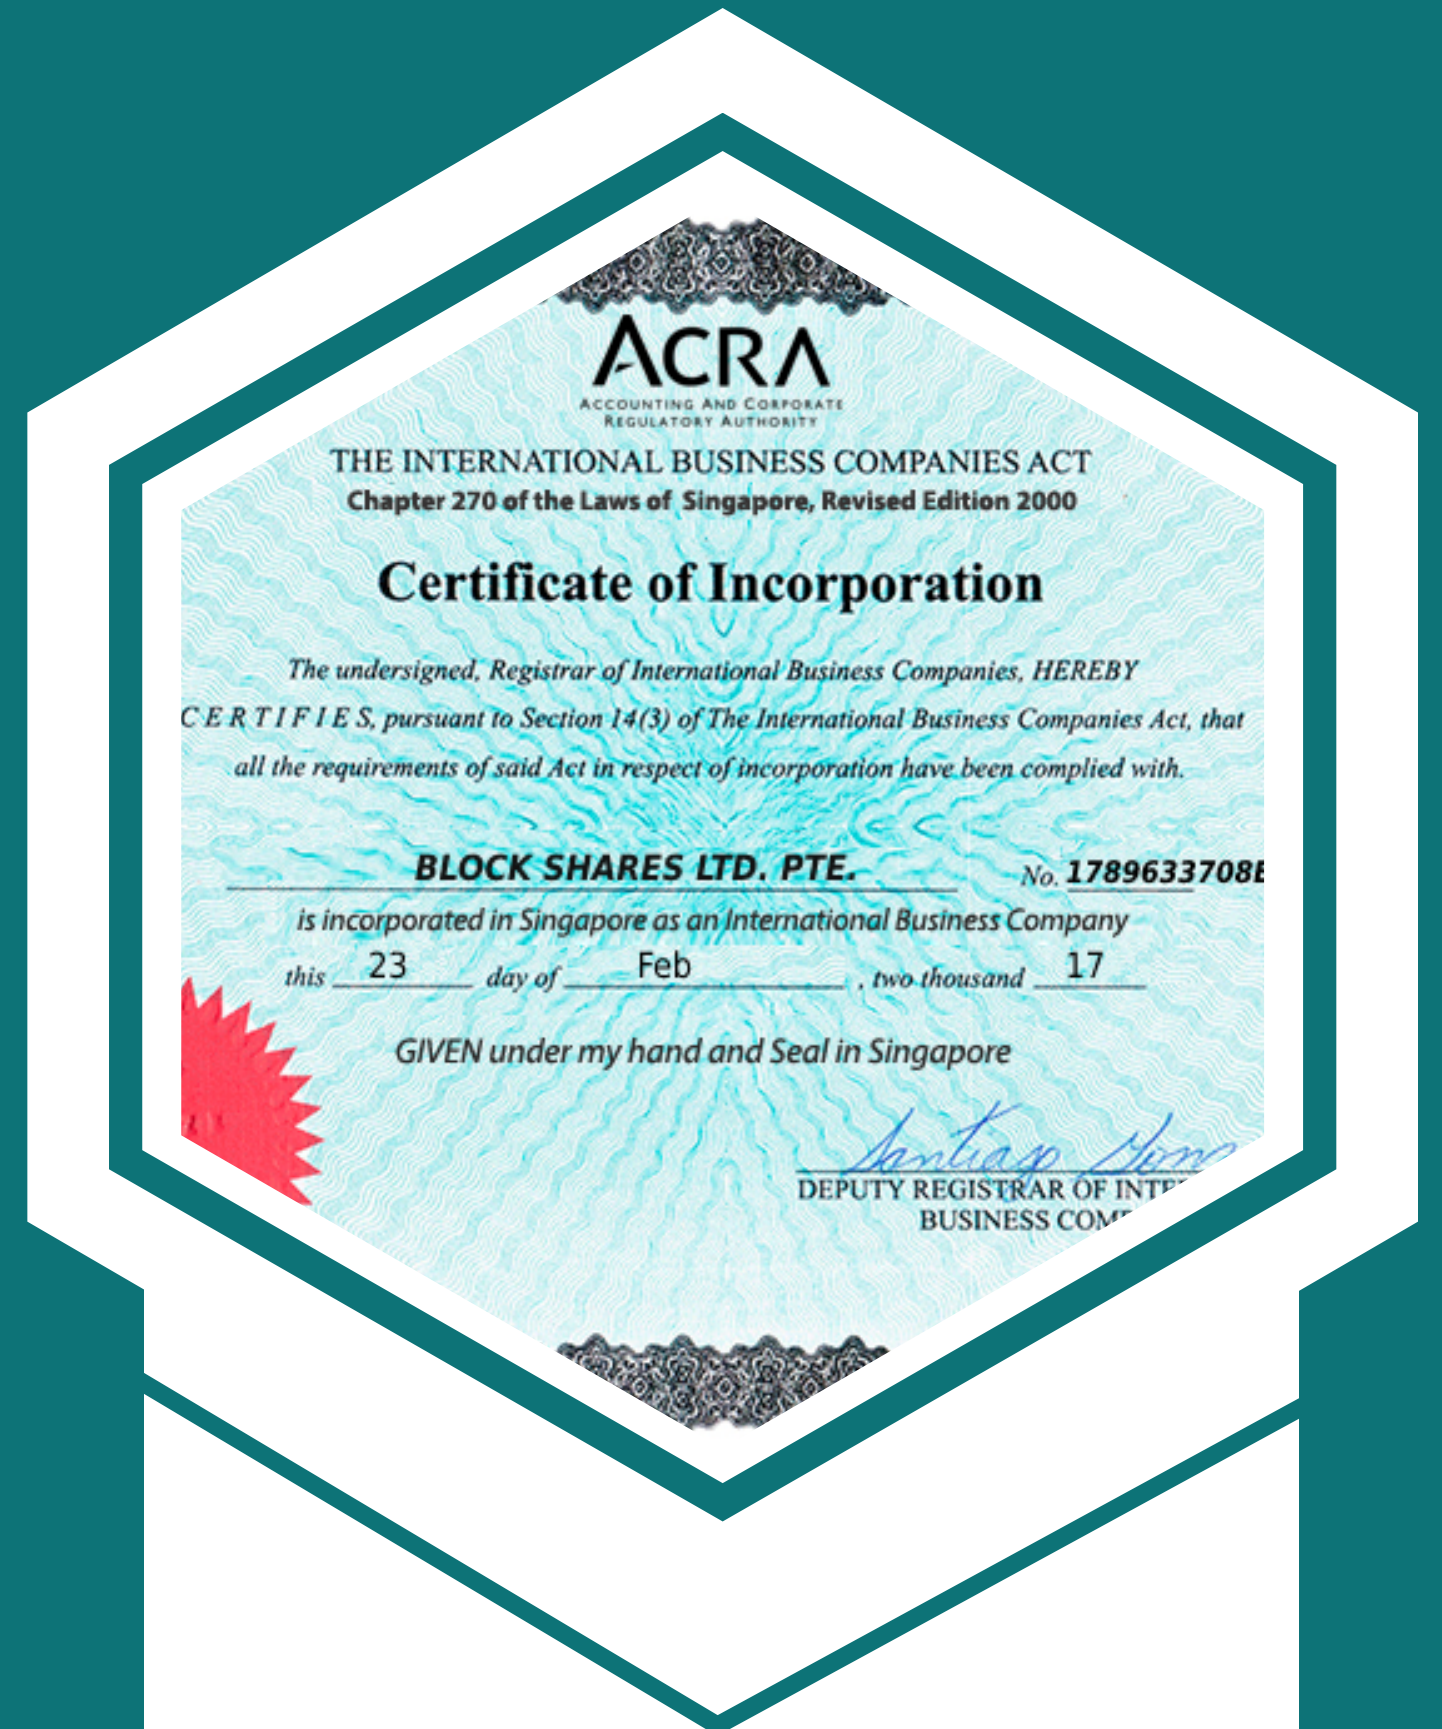 ACRA
ACCOUNTING AND CORPORATE
REGULATORY AUTHORITY
THE INTERNATIONAL BUSINESS COMPANIES ACT
Chapter 270 of the Laws of Singapore, Revised Edition 2000
Certificate of Incorporation
The undersigned, Registrar of International Business Companies, HEREBY
CERTIFIES, pursuant to Section 14(3) of The International Business Companies Act, that
all the requirements of said Act in respect of incorporation have been complied with.
BLOCK SHARES LTD. PTE. No. 1789633708
is incorporated in Singapore as an International Business Company
this 23 day of Feb , two thousand 17
GIVEN under my hand and Seal in Singapore
Santiago
DEPUTY REGISTRAR OF
BUSINESS